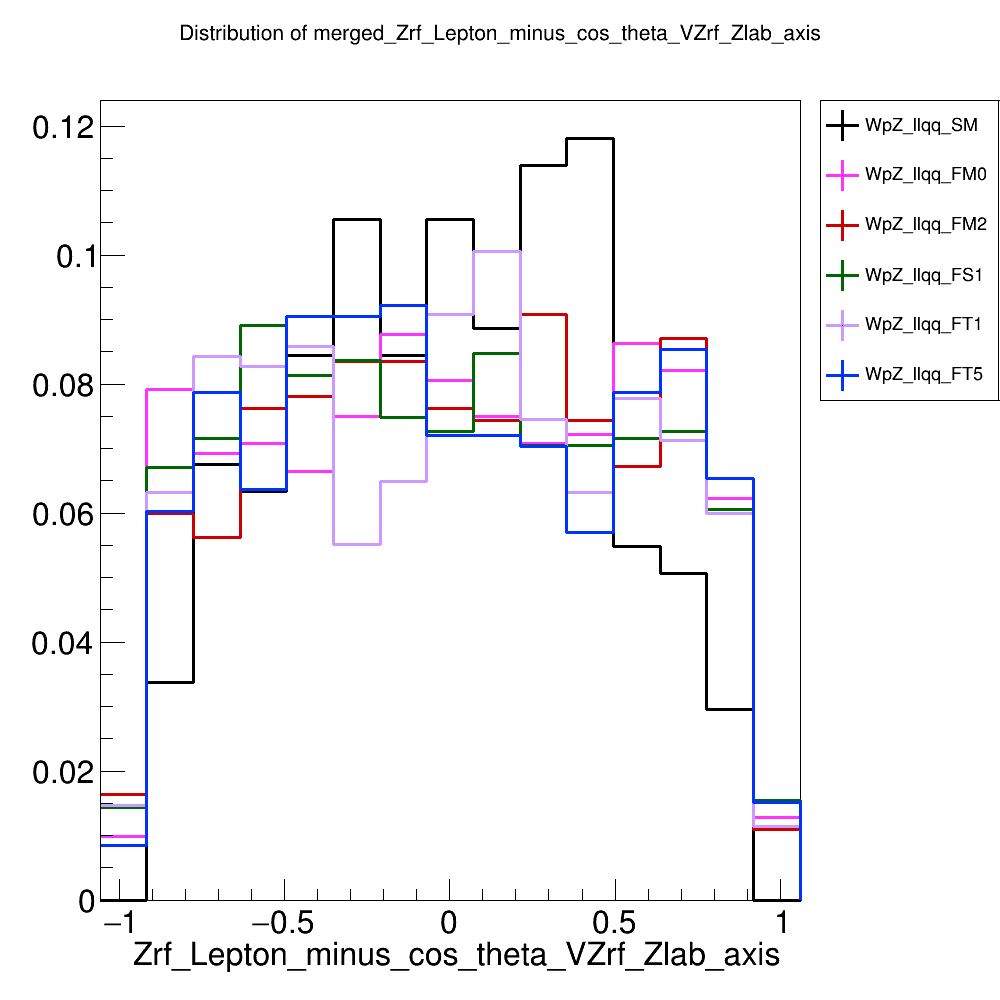 Distribution of merged_Zrf_Lepton_minus_cos_theta_VZrf_Zlab_axis
0.12
0.1
0.08
0.06
0.04
0.02
0
−1
−0.5
0
0.5
1
Zrf_Lepton_minus_cos_theta_VZrf_Zlab_axis
WpZ_llqq_SM
WpZ_llqq_FM0
WpZ_llqq_FM2
WpZ_llqq_FS1
WpZ_llqq_FT1
WpZ_llqq_FT5